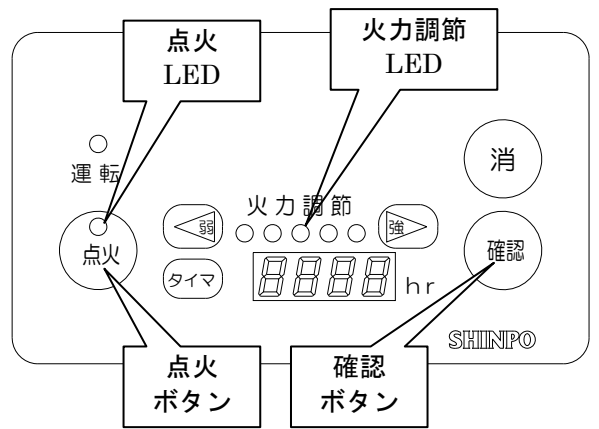 点火
LED
火力調節
LED
運転
消
火力調節
弱
強
点火
確認
タイマ
8888 hr
SHINPO
点火
ボタン
確認
ボタン